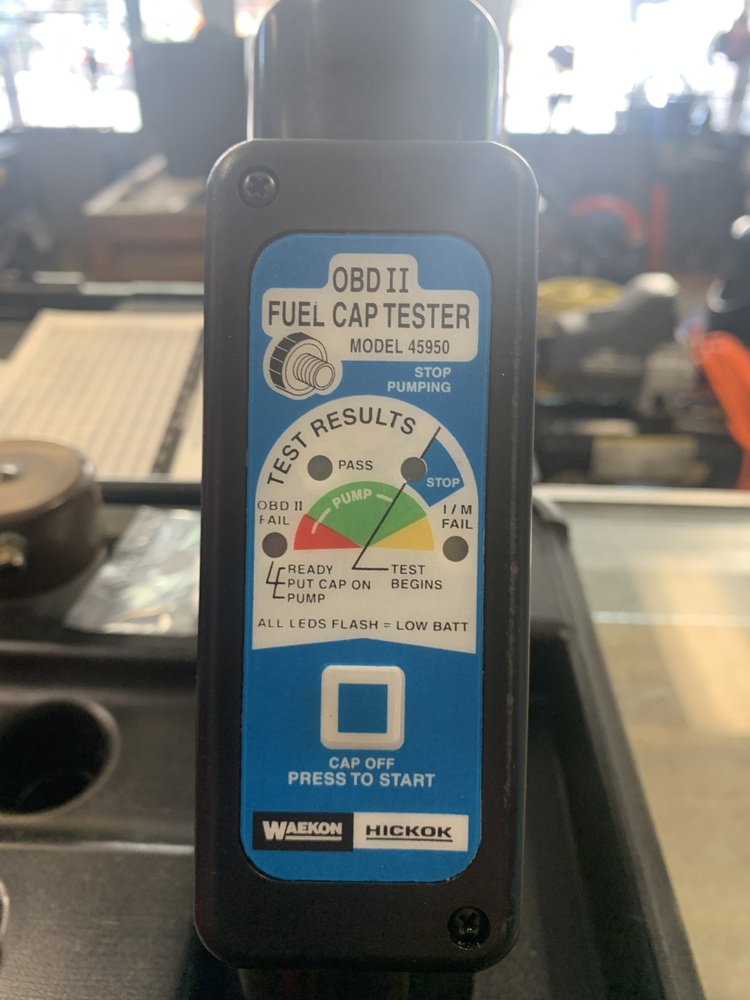 OBD II
FUEL CAP TESTER
MODEL 45950
STOP
PUMPING
TEST RESULTS
PASS
STOP
PUMP
OBD II
FAIL
I/M
FAIL
READY
PUT CAP ON
PUMP
TEST
BEGINS
ALL LEDS FLASH = LOW BATT
CAP OFF
PRESS TO START
WAEKON
HICKOK